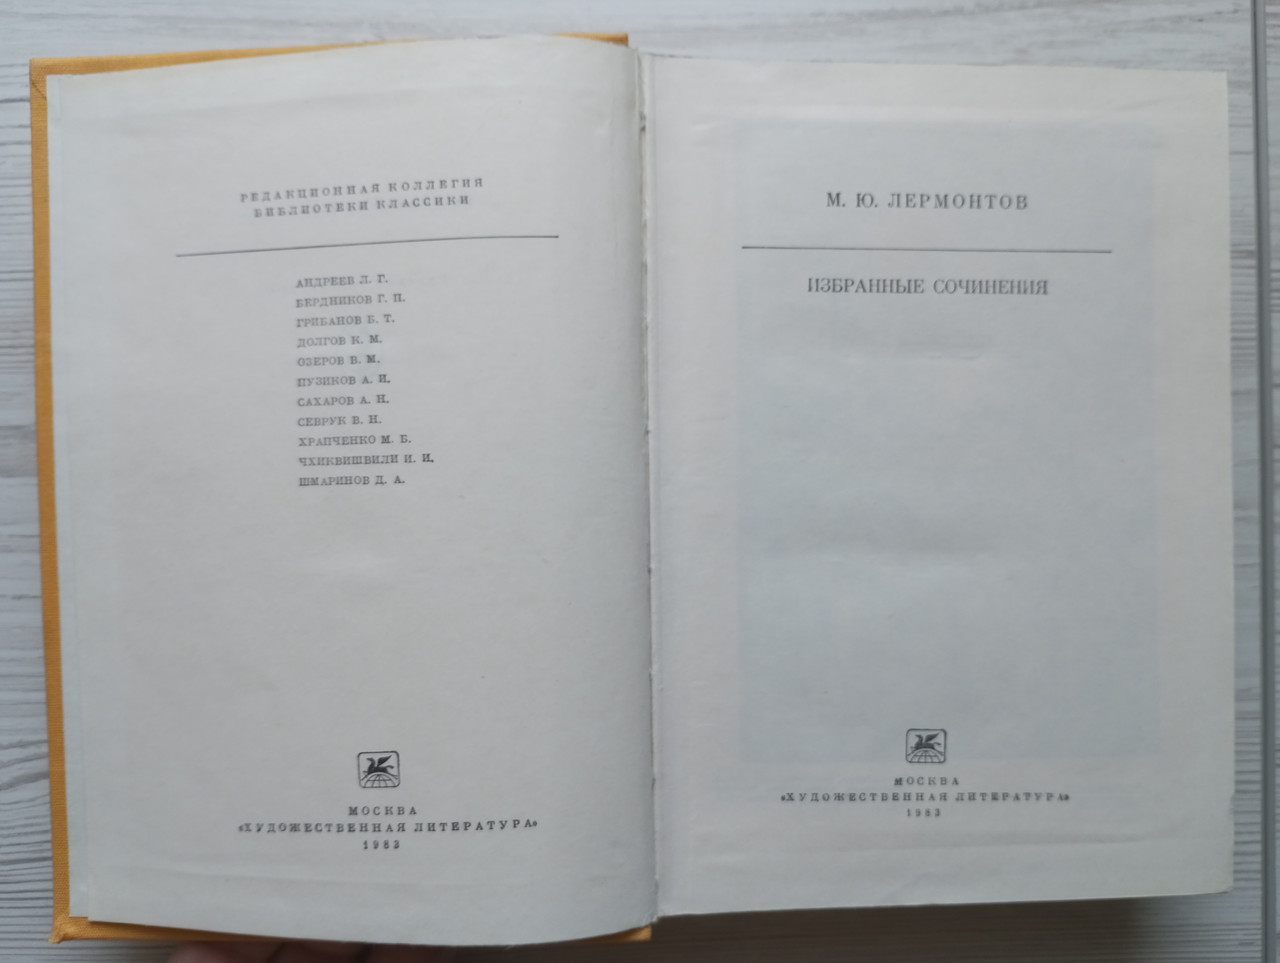 РЕДАКЦИОННАЯ КОЛЛЕГИЯ
БИБЛИОТЕКИ КЛАССИКИ
АНДРЕЕВ Л. Г.
БЕРДНИКОВ Г. П.
ГРИБАНОВ Б. Т.
ДОЛГОВ К. М.
ОЗЕРОВ В. М.
ПУЗИКОВ А. И.
САХАРОВ А. Н.
СЕВРУК В. Н.
ХРАПЧЕНКО М. Б.
ЧХИКВИШВИЛИ И. И.
ШМАРИНОВ Д. А.
МОСКВА
«ХУДОЖЕСТВЕННАЯ ЛИТЕРАТУРА»
1983
М. Ю. ЛЕРМОНТОВ
ИЗБРАННЫЕ СОЧИНЕНИЯ
МОСКВА
«ХУДОЖЕСТВЕННАЯ ЛИТЕРАТУРА»
1983